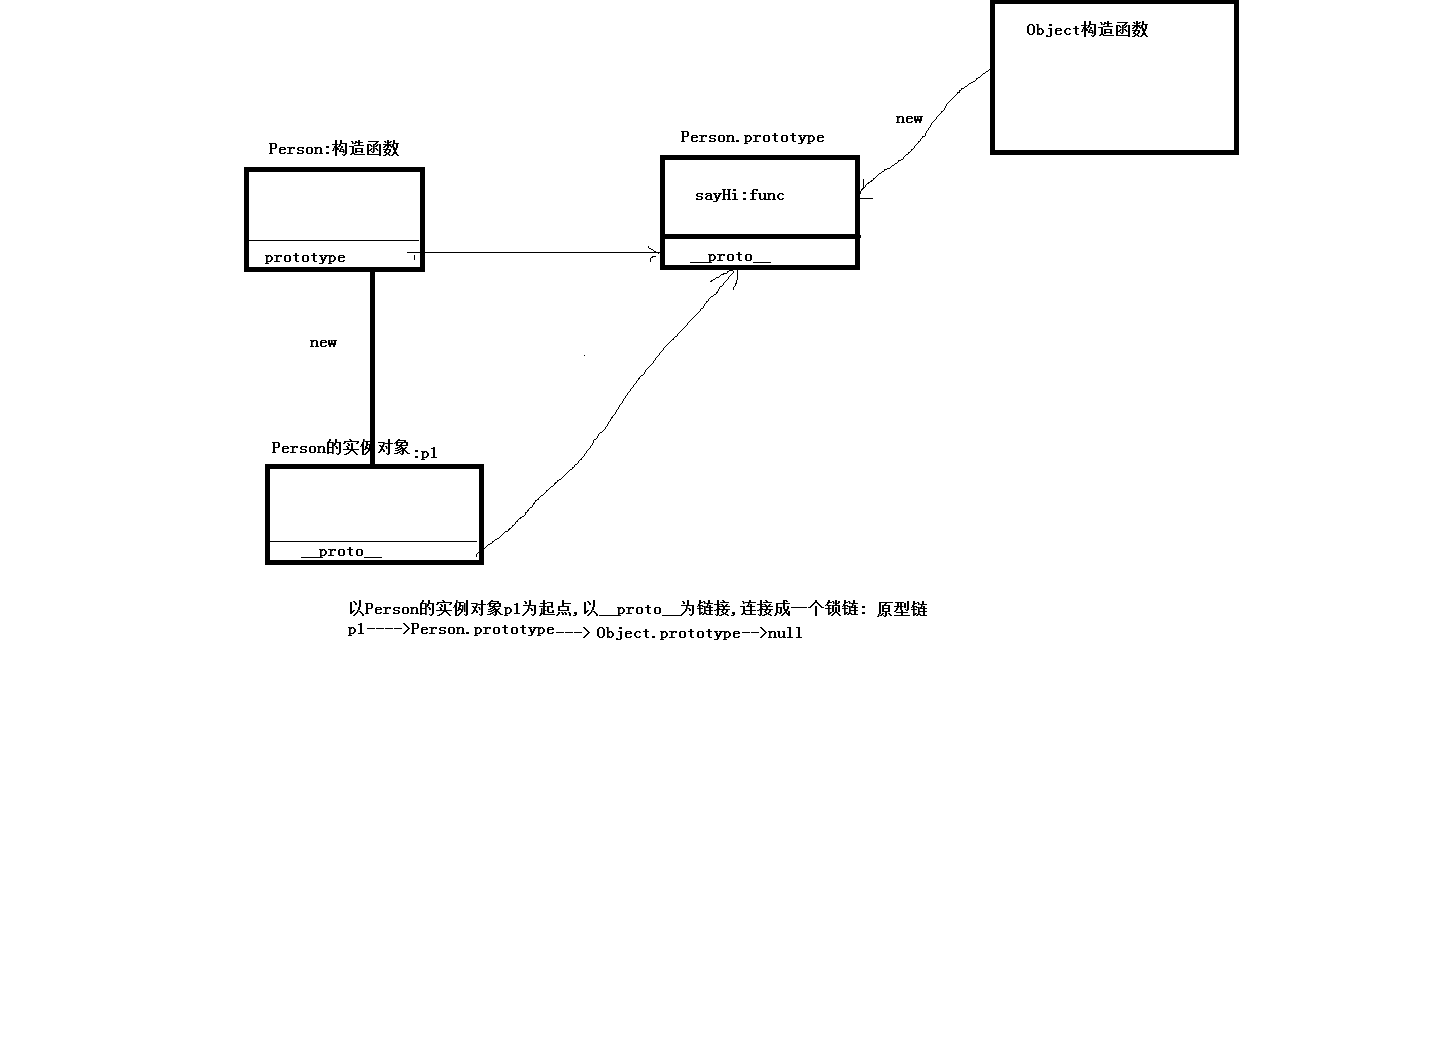 Object构造函数
new
Person.prototype
Person:构造函数
sayHi:func
prototype
__proto__
new
Person的实例对象:p1
__proto__
以Person的实例对象p1为起点,以__proto__为链接,连接成一个锁链: 原型链
p1---->Person.prototype---> Object.prototype-->null